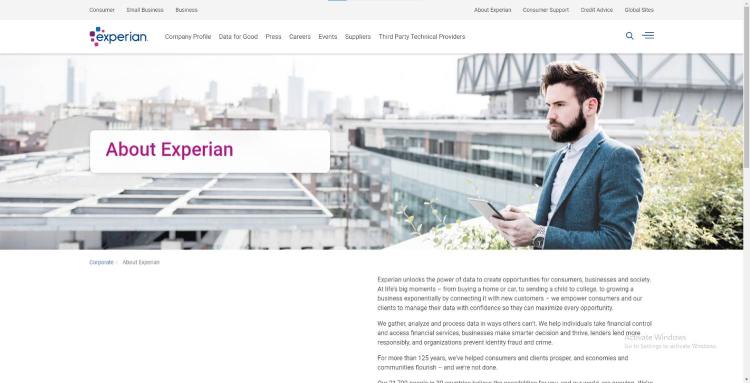 Consumer Small Business Business About Experian Consumer Support Credit Advice Global Sites
experian. Company Profile Data for Good Press Careers Events Suppliers Third Party Technical Providers
About Experian
Corporate / About Experian
Experian unlocks the power of data to create opportunities for consumers, businesses and society.
At life's big moments – from buying a home or car, to sending a child to college, to growing a
business exponentially by connecting it with new customers – we empower consumers and our
clients to manage their data with confidence so they can maximize every opportunity.
We gather, analyze and process data in ways others can't. We help individuals take financial control
and access financial services, businesses make smarter decision and thrive, lenders lend more
responsibly, and organizations prevent identity fraud and crime.
Activate Windows
Go to Settings to activate Windows.
For more than 125 years, we've helped consumers and clients prosper, and economies and
communities flourish – and we're not done.